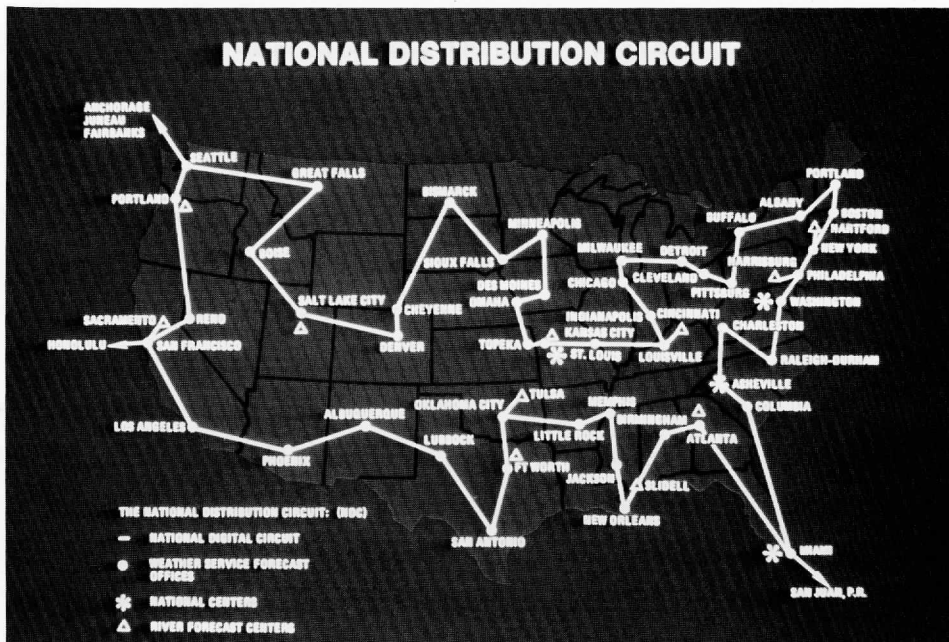 NATIONAL DISTRIBUTION CIRCUIT
ANCHORAGE
JUNEAU
FAIRBANKS
SEATTLE
GREAT FALLS
PORTLAND
BISMARCK
PORTLAND
ALBANY
BOSTON
BUFFALO
HARTFORD
MINNEAPOLIS
NEW YORK
BOISE
MILWAUKEE
DETROIT
HARRISBURG
SIOUX FALLS
CLEVELAND
PHILADELPHIA
DES MOINES
CHICAGO
PITTSBURG
SALT LAKE CITY
OMAHA
WASHINGTON
CHEYENNE
INDIANAPOLIS
CINCINNATI
SACRAMENTO
RENO
KANSAS CITY
CHARLESTON
HONOLULU
SAN FRANCISCO
DENVER
TOPEKA
ST. LOUIS
LOUISVILLE
RALEIGH-DURHAM
ASHEVILLE
TULSA
MEMPHIS
COLUMBIA
ALBUQUERQUE
OKLAHOMA CITY
BIRMINGHAM
LOS ANGELES
LITTLE ROCK
ATLANTA
LUBBOCK
PHOENIX
FT WORTH
JACKSON
SLIDELL
NEW ORLEANS
SAN ANTONIO
MIAMI
SAN JUAN, P.R.
THE NATIONAL DISTRIBUTION CIRCUIT: (NDC)
NATIONAL DIGITAL CIRCUIT
WEATHER SERVICE FORECAST
OFFICES
NATIONAL CENTERS
RIVER FORECAST CENTERS